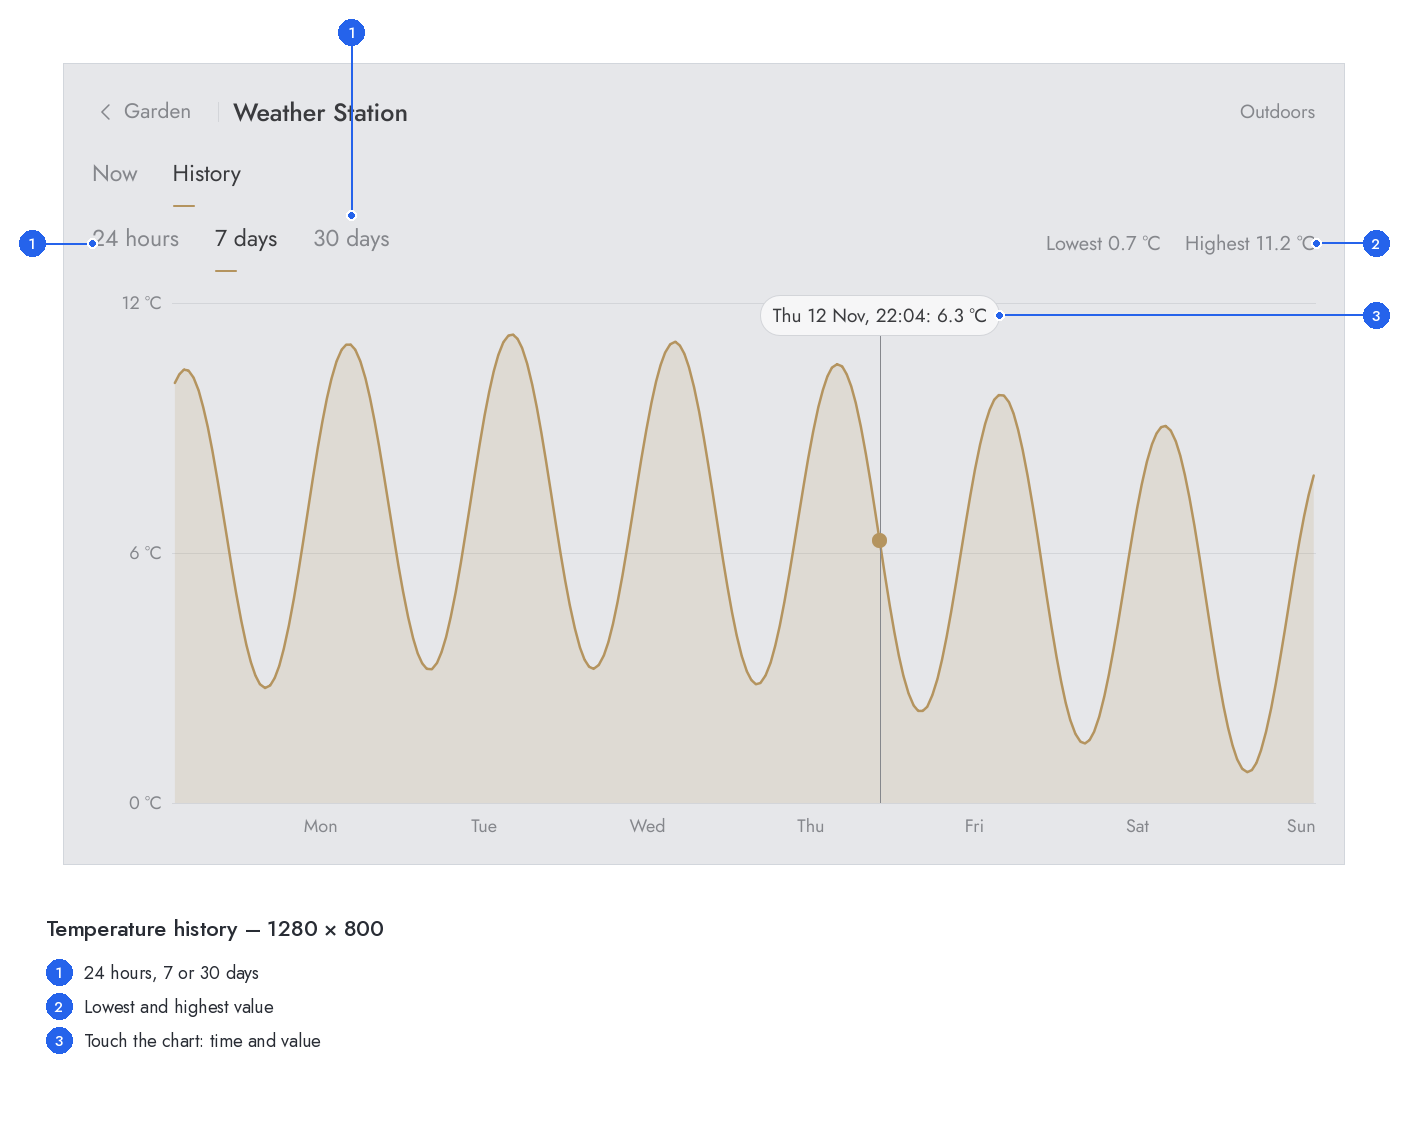 1
Garden
Weather Station
Outdoors
Now
History
1
24 hours
7 days
30 days
Lowest 0.7 °C
Highest 11.2 °C
2
12 °C
Thu 12 Nov, 22:04: 6.3 °C
3
6 °C
0 °C
Mon
Tue
Wed
Thu
Fri
Sat
Sun
Temperature history – 1280 × 800
1 24 hours, 7 or 30 days
2 Lowest and highest value
3 Touch the chart: time and value